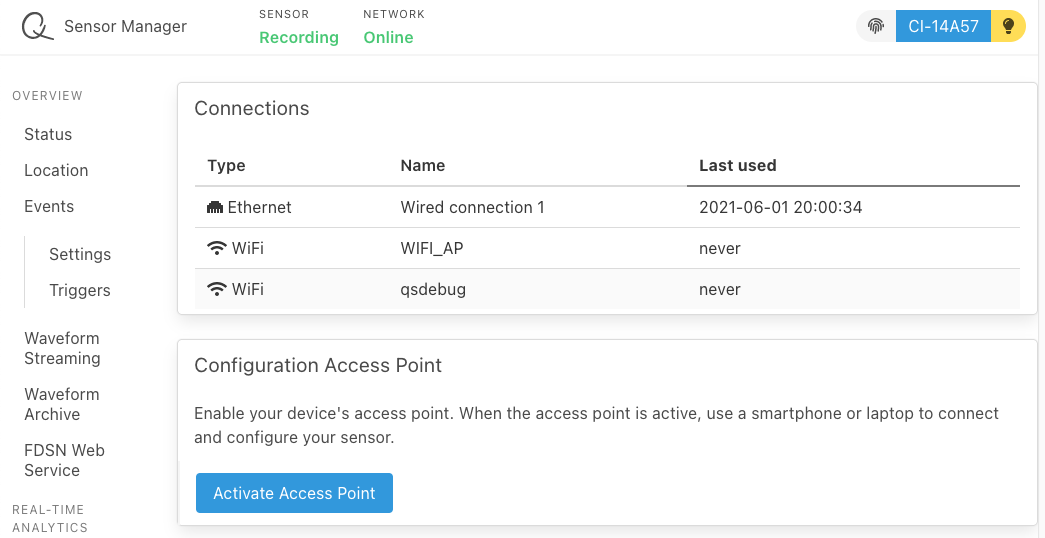 Sensor Manager
SENSOR
Recording
NETWORK
Online
CI-14A57
OVERVIEW
Status
Location
Events
Settings
Triggers
Waveform
Streaming
Waveform
Archive
FDSN Web
Service
REAL-TIME
ANALYTICS
Connections
Type Name Last used
Ethernet Wired connection 1 2021-06-01 20:00:34
WiFi WIFI_AP never
WiFi qsdebug never
Configuration Access Point
Enable your device's access point. When the access point is active, use a smartphone or laptop to connect
and configure your sensor.
Activate Access Point